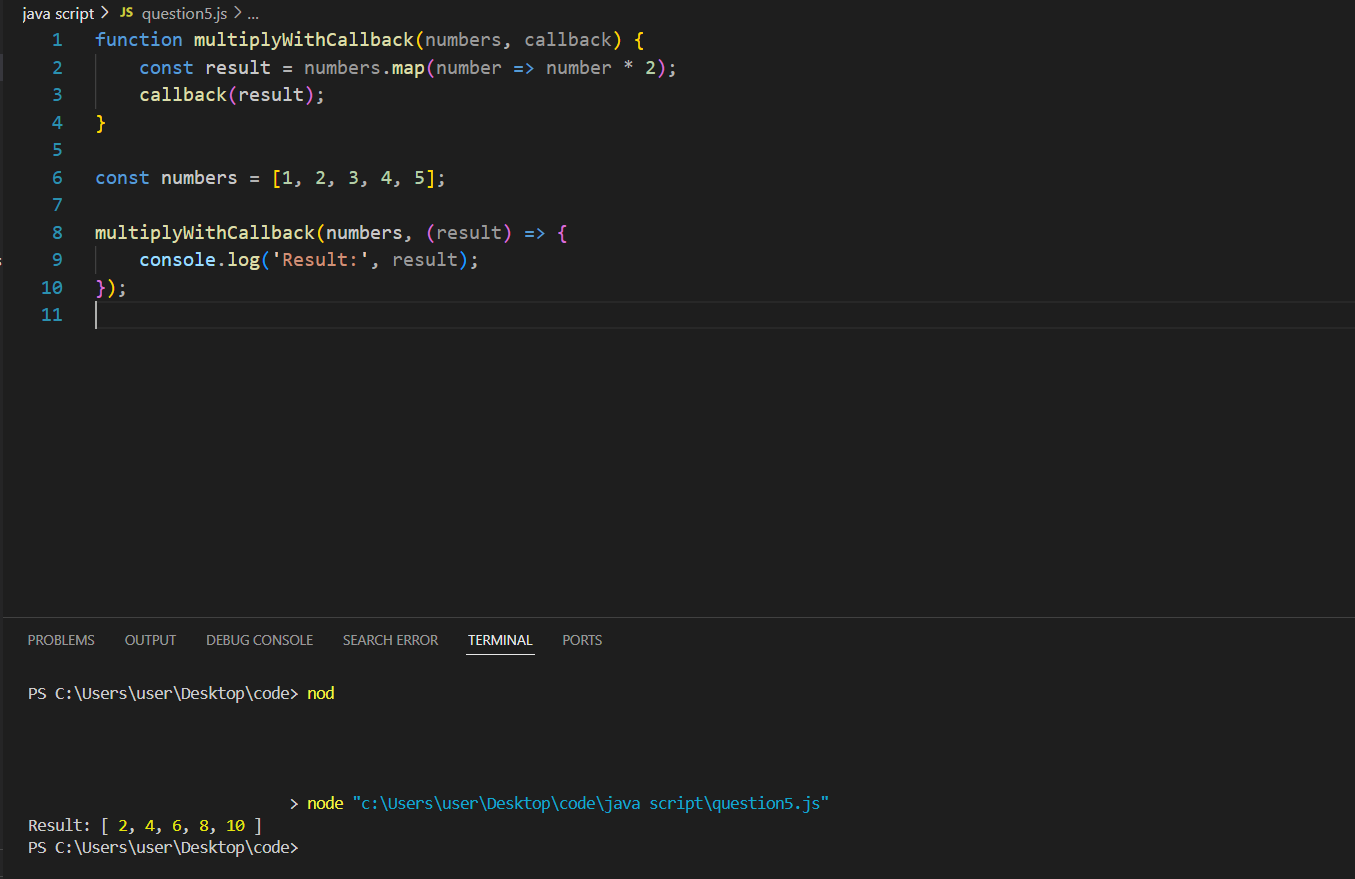 java script > JS question5.js > ...
1 function multiplyWithCallback(numbers, callback) {
2     const result = numbers.map(number => number * 2);
3     callback(result);
4 }
5
6 const numbers = [1, 2, 3, 4, 5];
7
8 multiplyWithCallback(numbers, (result) => {
9     console.log('Result:', result);
10 });
11
PROBLEMS OUTPUT DEBUG CONSOLE SEARCH ERROR TERMINAL PORTS
PS C:\Users\user\Desktop\code> nod
> node "c:\Users\user\Desktop\code\java script\question5.js"
Result: [ 2, 4, 6, 8, 10 ]
PS C:\Users\user\Desktop\code>